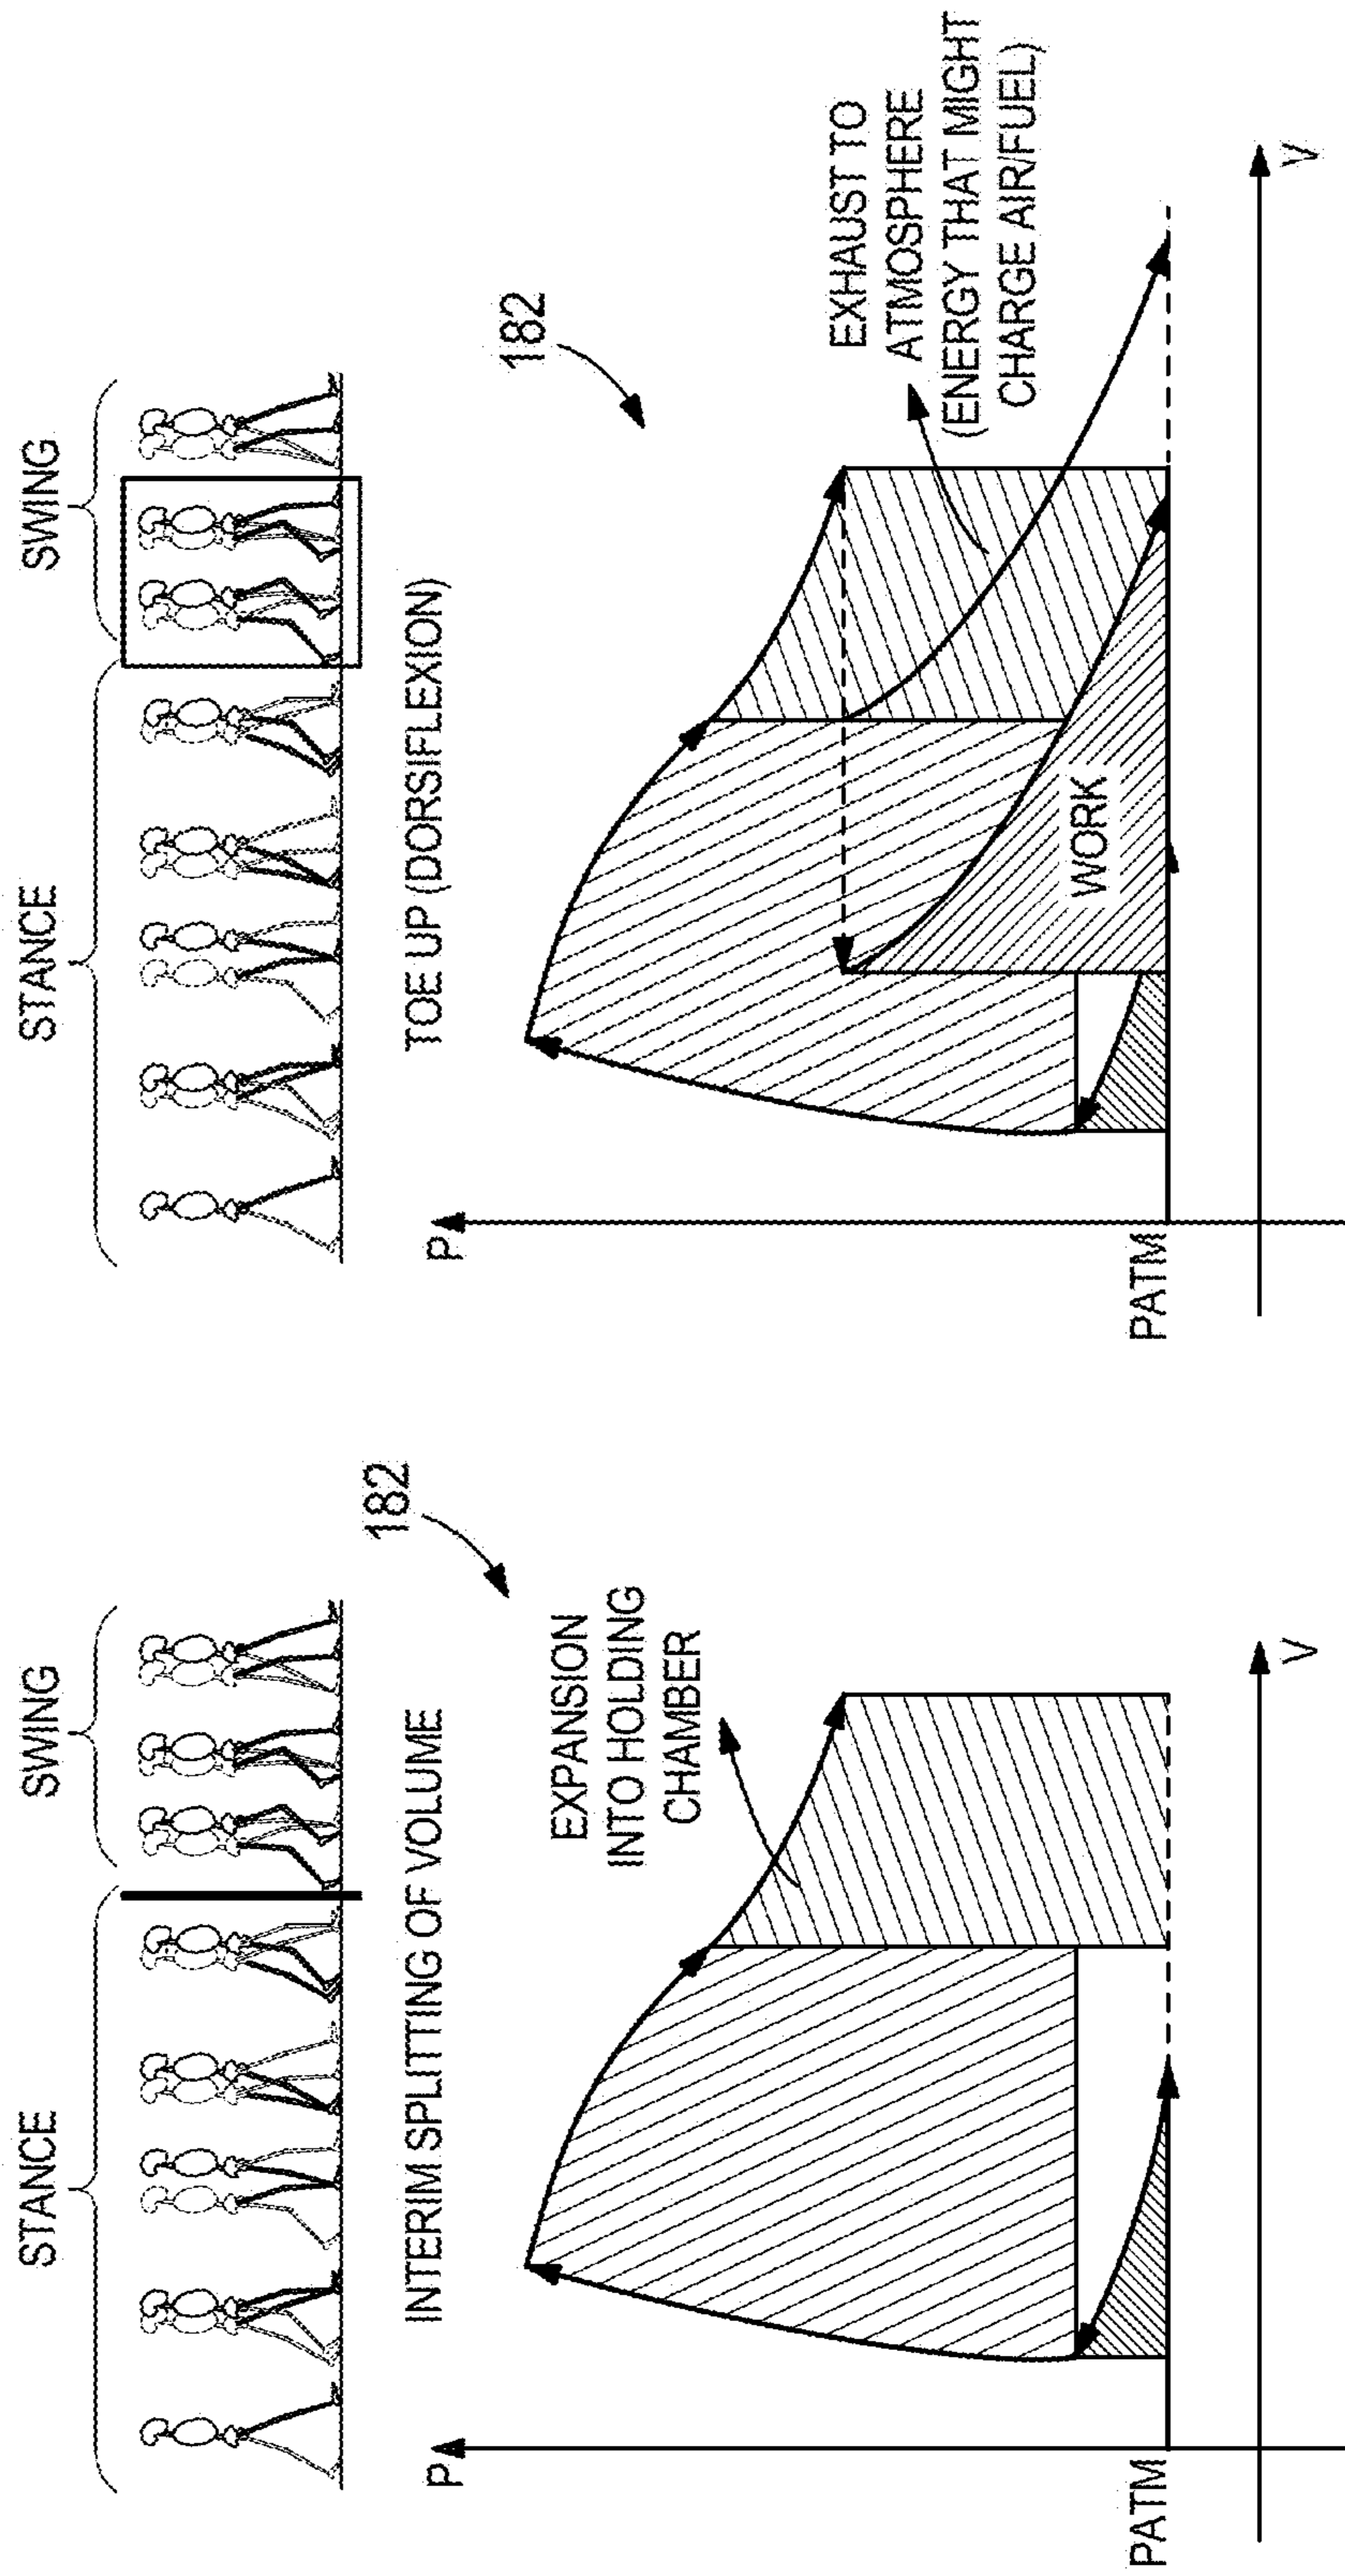 STANCE
SWING
INTERIM SPLITTING OF VOLUME
182
EXPANSION
INTO HOLDING
CHAMBER
P
PATM
V
STANCE
SWING
TOE UP (DORSIFLEXION)
182
EXHAUST TO
ATMOSPHERE
(ENERGY THAT MIGHT
CHARGE AIR/FUEL)
P
WORK
PATM
V